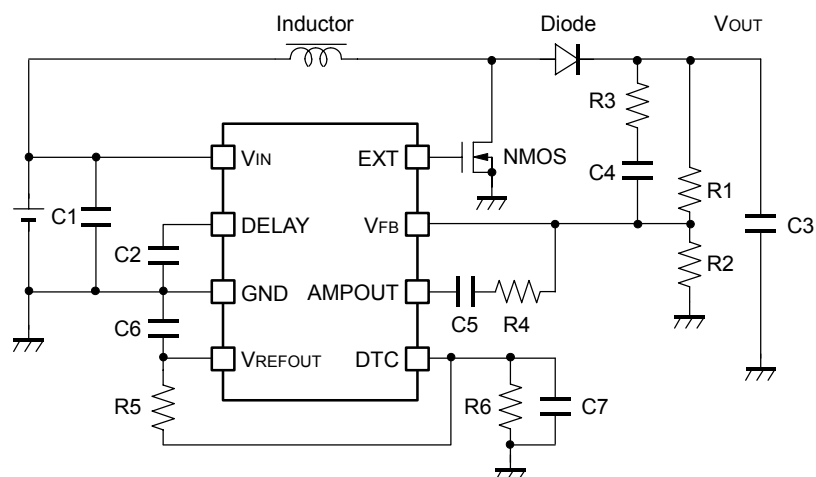 Inductor
Diode
VOUT
R3
VIN
EXT
NMOS
C1
C4
R1
C3
DELAY
VFB
C2
R2
GND
AMPOUT
C5
R4
C6
VREFOUT
DTC
R5
R6
C7